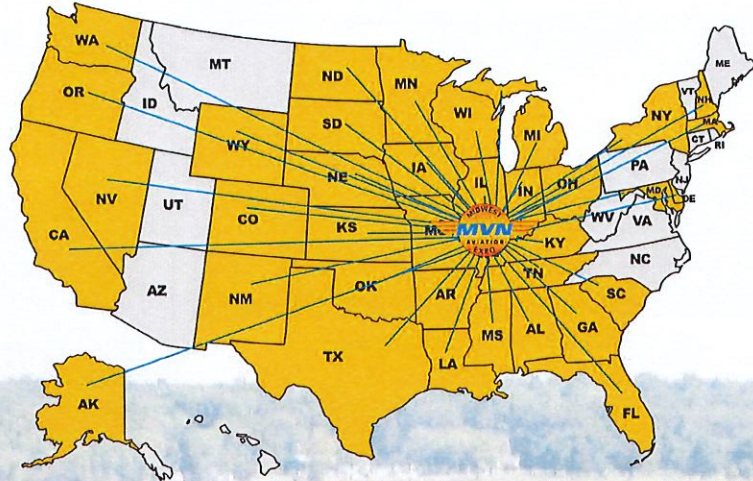 WA
MT
ND
MN
ME
OR
ID
SD
WI
MI
VT
NH
NY
MA
CT
RI
WY
IA
NE
IL
IN
OH
PA
NJ
NV
UT
CO
KS
MIDWEST
MVN
AVIATION
EXPO
KY
WV
VA
MD
DE
CA
AZ
NM
OK
AR
TN
NC
SC
TX
LA
MS
AL
GA
AK
FL